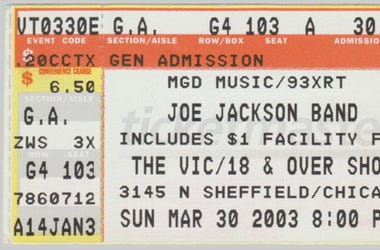 VT0330E G.A. G4 103 A 30
EVENT CODE SECTION/AISLE ROW/BOX SEAT ADMISSION
$ .20CCTX GEN ADMISSION
$ CONVENIENCE CHARGE
6.50 MGD MUSIC/93XRT
SECTION/AISLE
G.A. JOE JACKSON BAND
ticketmaster
ZWS 3X INCLUDES $1 FACILITY F
G4 103 THE VIC/18 & OVER SHO
7860712 3145 N SHEFFIELD/CHICA
A14JAN3 SUN MAR 30 2003 8:00 P